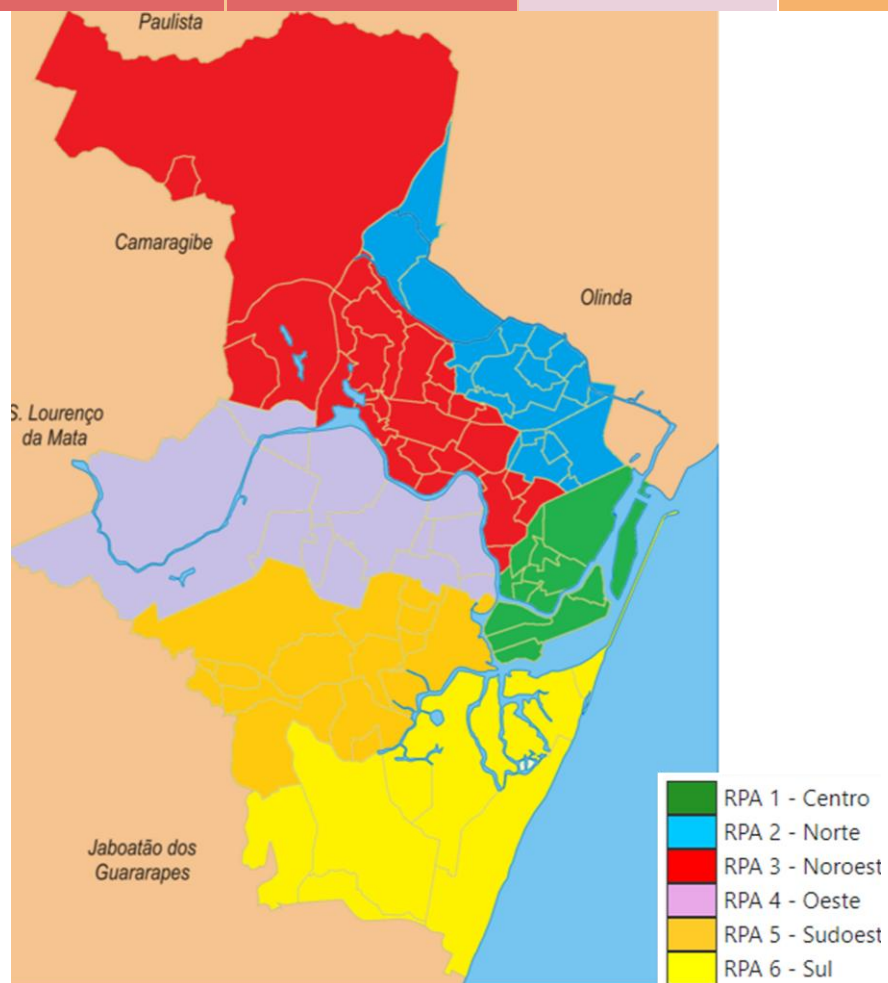 Paulista
Camaragibe
Olinda
S. Lourenço
da Mata
Jaboatão dos
Guararapes
RPA 1 - Centro
RPA 2 - Norte
RPA 3 - Noroest
RPA 4 - Oeste
RPA 5 - Sudoest
RPA 6 - Sul